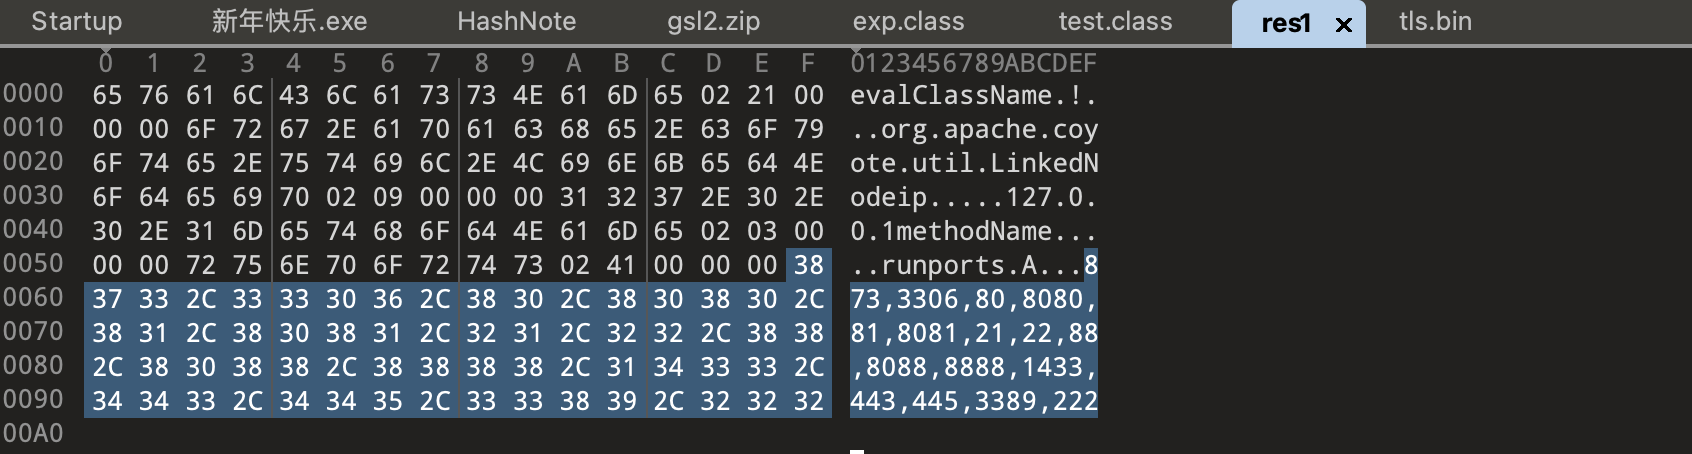 Startup 新年快乐.exe HashNote gsl2.zip exp.class test.class res1 x tls.bin
0 1 2 3 4 5 6 7 8 9 A B C D E F 0123456789ABCDEF
0000 65 76 61 6C 43 6C 61 73 73 4E 61 6D 65 02 21 00 evalClassName.!.
0010 00 00 6F 72 67 2E 61 70 61 63 68 65 2E 63 6F 79 ..org.apache.coy
0020 6F 74 65 2E 75 74 69 6C 2E 4C 69 6E 6B 65 64 4E ote.util.LinkedN
0030 6F 64 65 69 70 02 09 00 00 00 31 32 37 2E 30 2E odeip.....127.0.
0040 30 2E 31 6D 65 74 68 6F 64 4E 61 6D 65 02 03 00 0.1methodName...
0050 00 00 72 75 6E 70 6F 72 74 73 02 41 00 00 00 38 ..runports.A...8
0060 37 33 2C 33 33 30 36 2C 38 30 2C 38 30 38 30 2C 73,3306,80,8080,
0070 38 31 2C 38 30 38 31 2C 32 31 2C 32 32 2C 38 38 81,8081,21,22,88
0080 2C 38 30 38 38 2C 38 38 38 38 2C 31 34 33 33 2C ,8088,8888,1433,
0090 34 34 33 2C 34 34 35 2C 33 33 38 39 2C 32 32 32 443,445,3389,222
00A0